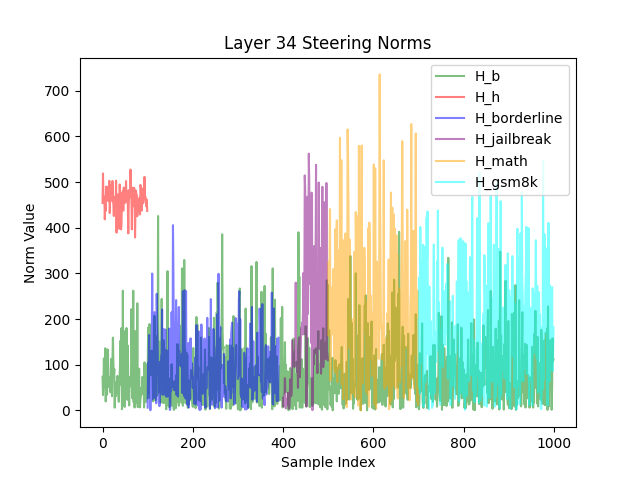 Layer 34 Steering Norms
H_b
H_h
H_borderline
H_jailbreak
H_math
H_gsm8k
Norm Value
700
600
500
400
300
200
100
0
0 200 400 600 800 1000
Sample Index